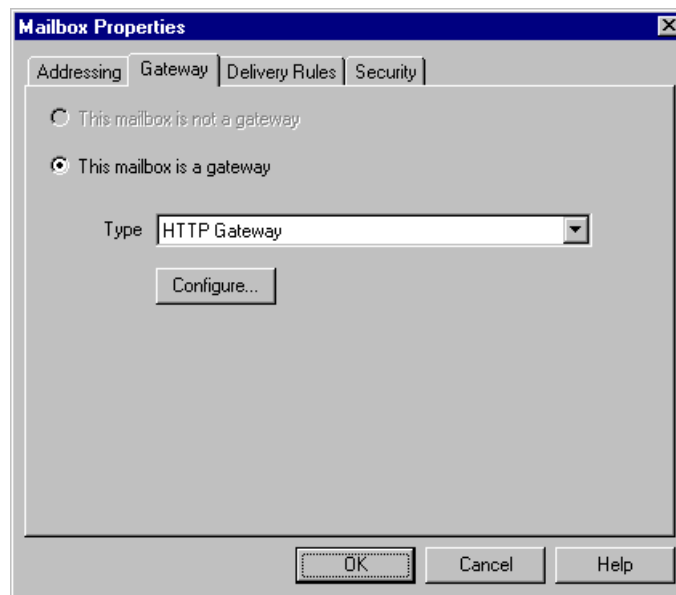 Mailbox Properties
Addressing Gateway Delivery Rules Security
This mailbox is not a gateway
This mailbox is a gateway
Type HTTP Gateway
Configure...
OK Cancel Help